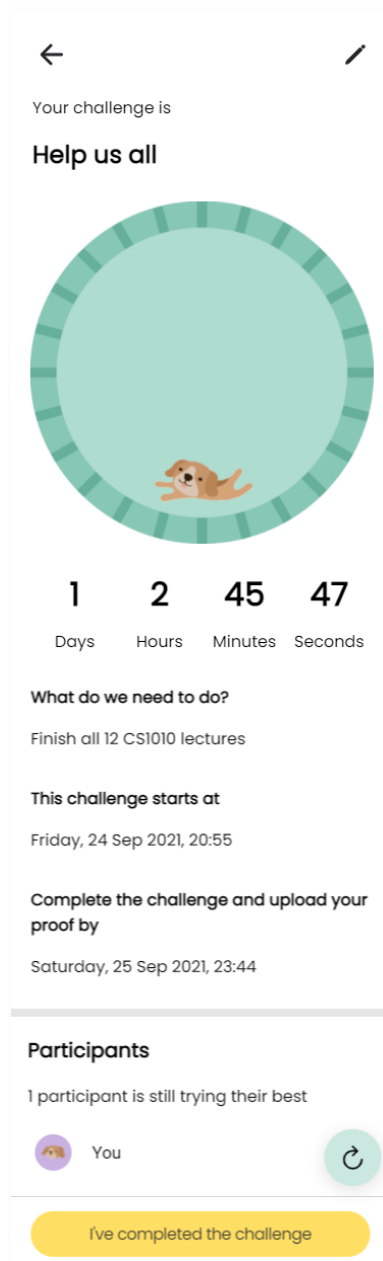 Your challenge is
Help us all
1 2 45 47
Days Hours Minutes Seconds
What do we need to do?
Finish all 12 CS1010 lectures
This challenge starts at
Friday, 24 Sep 2021, 20:55
Complete the challenge and upload your
proof by
Saturday, 25 Sep 2021, 23:44
Participants
1 participant is still trying their best
You
I've completed the challenge